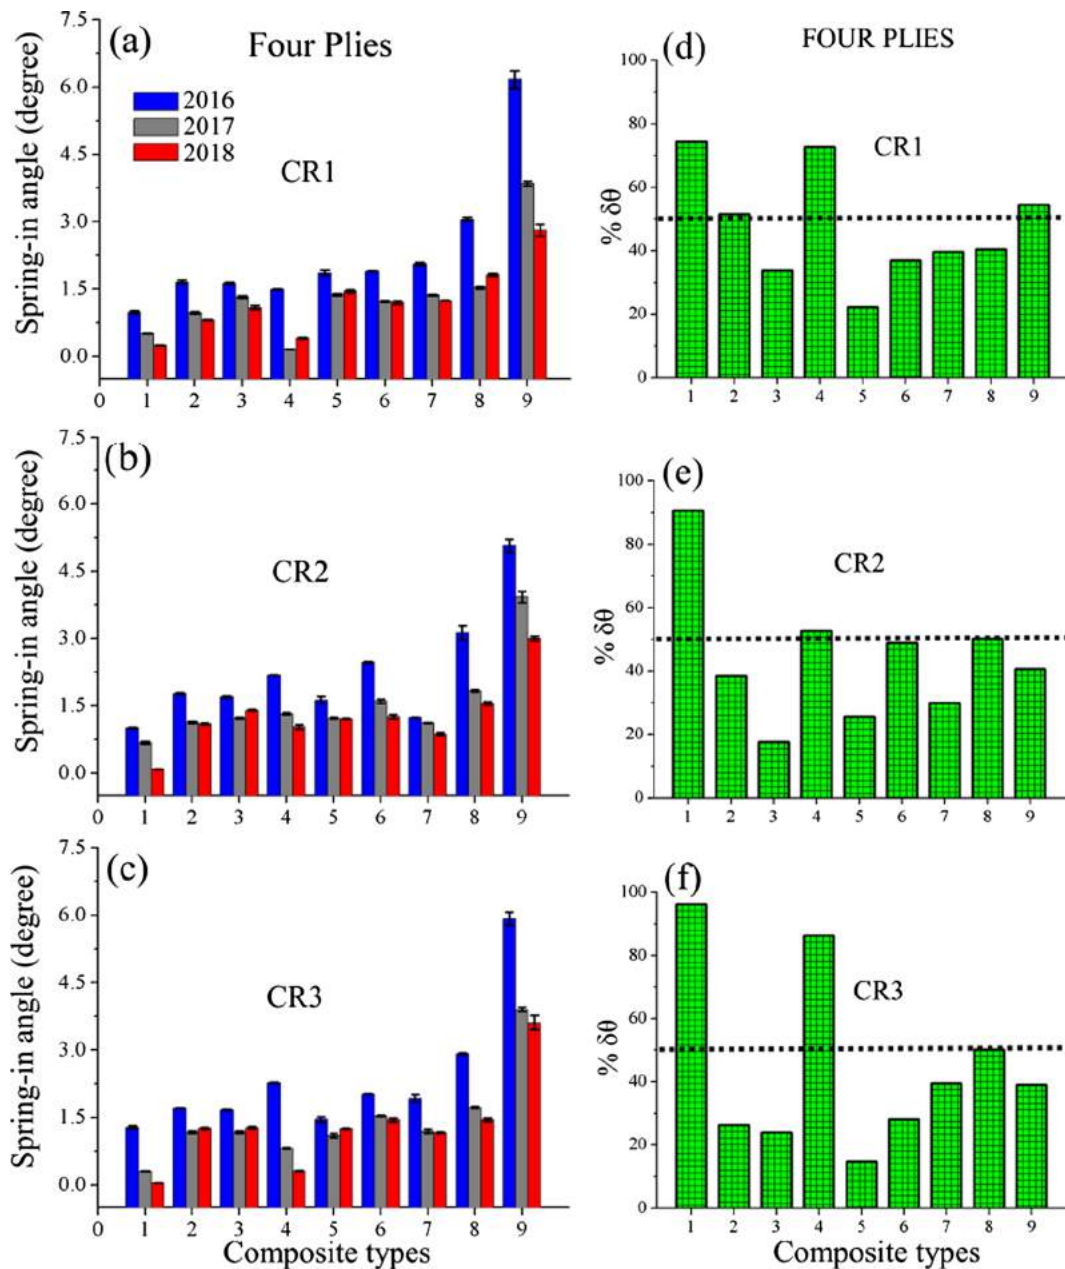 (a)
Four Plies
2016
2017
2018
CR1
Spring-in angle (degree)
7.5
6.0
4.5
3.0
1.5
0.0
0 1 2 3 4 5 6 7 8 9
(d)
FOUR PLIES
CR1
% δθ
100
80
60
40
20
0
1 2 3 4 5 6 7 8 9
(b)
CR2
Spring-in angle (degree)
7.5
6.0
4.5
3.0
1.5
0.0
0 1 2 3 4 5 6 7 8 9
(e)
CR2
% δθ
100
80
60
40
20
0
1 2 3 4 5 6 7 8 9
(c)
CR3
Spring-in angle (degree)
7.5
6.0
4.5
3.0
1.5
0.0
0 1 2 3 4 5 6 7 8 9
Composite types
(f)
CR3
% δθ
100
80
60
40
20
0
1 2 3 4 5 6 7 8 9
Composite types